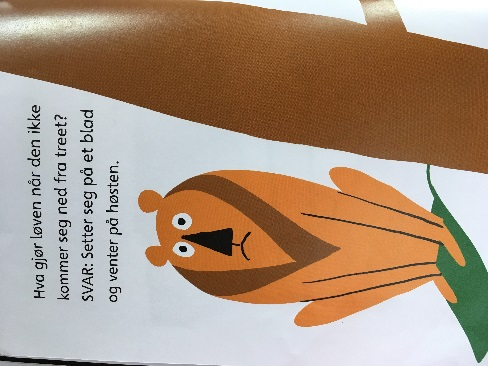 Hva gjør løven når den ikke
kommer seg ned fra treet?
SVAR: Setter seg på et blad
og venter på høsten.